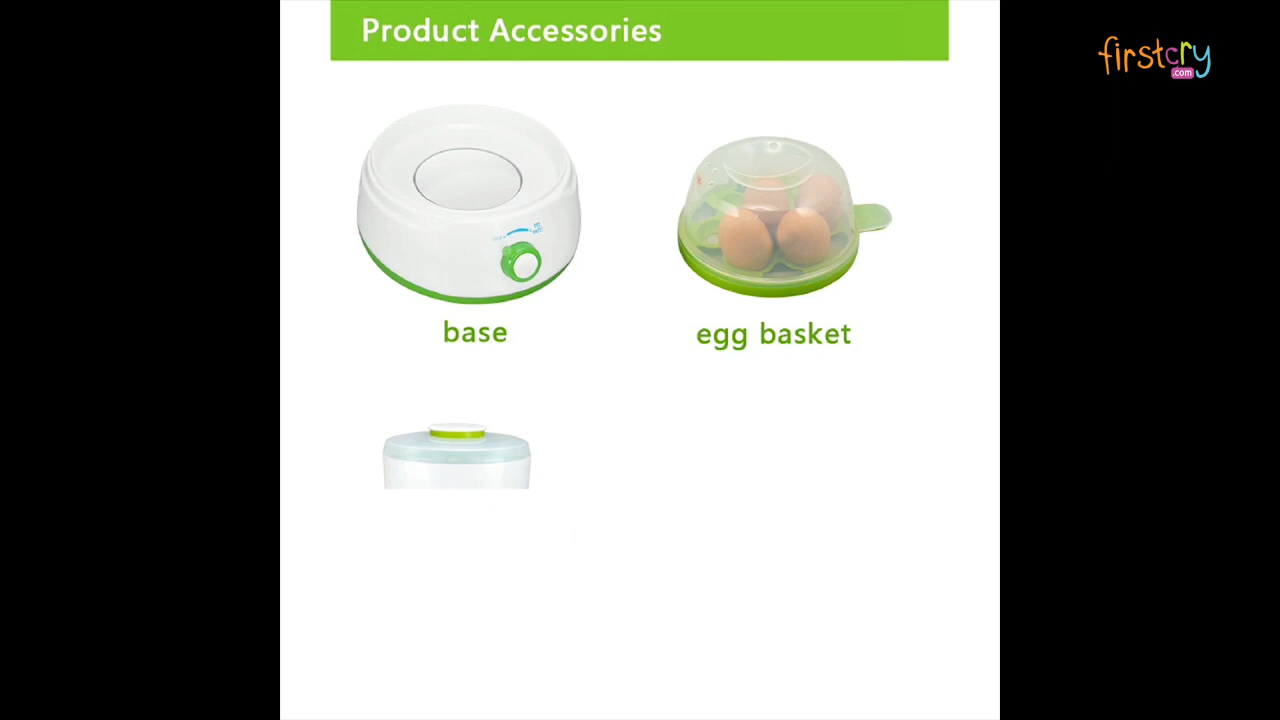 Product Accessories
firstcry
.com
base
egg basket